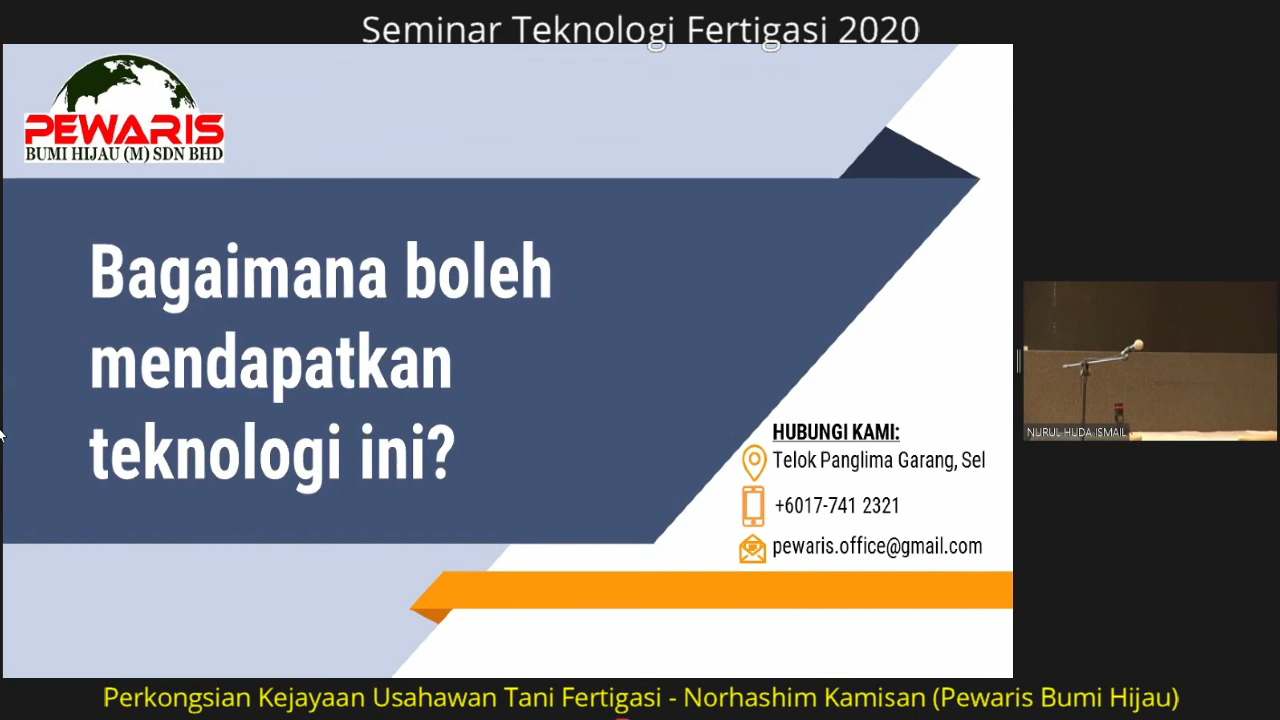 Seminar Teknologi Fertigasi 2020
PEWARIS
BUMI HIJAU (M) SDN BHD
Bagaimana boleh
mendapatkan
teknologi ini?
HUBUNGI KAMI:
Telok Panglima Garang, Sel
+6017-741 2321
pewaris.office@gmail.com
NURUL HUDA ISMAIL
Perkongsian Kejayaan Usahawan Tani Fertigasi - Norhashim Kamisan (Pewaris Bumi Hijau)